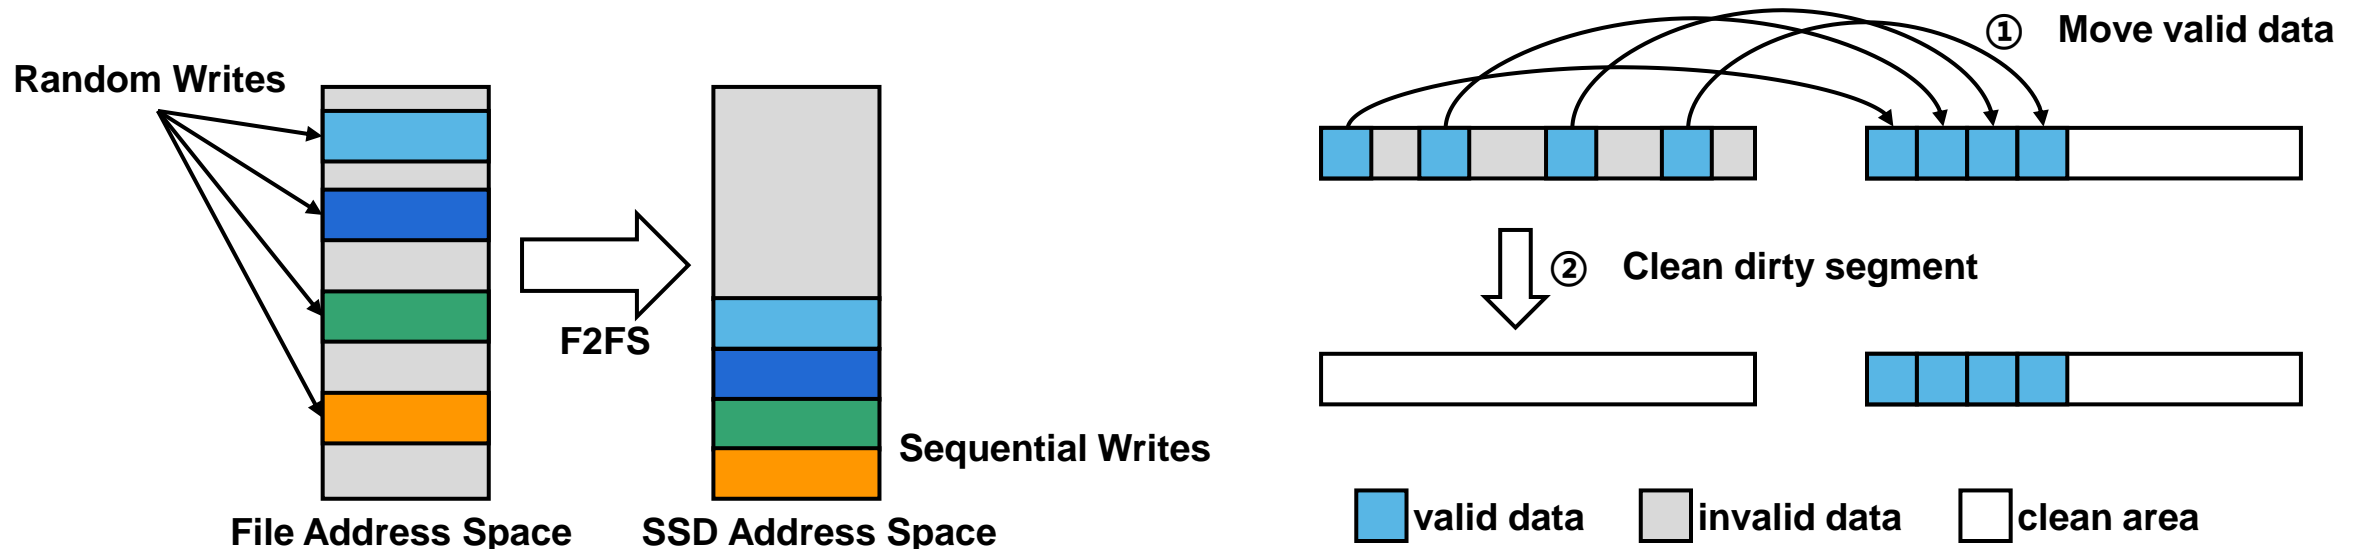 Random Writes
F2FS
Sequential Writes
File Address Space
SSD Address Space
① Move valid data
② Clean dirty segment
valid data
invalid data
clean area